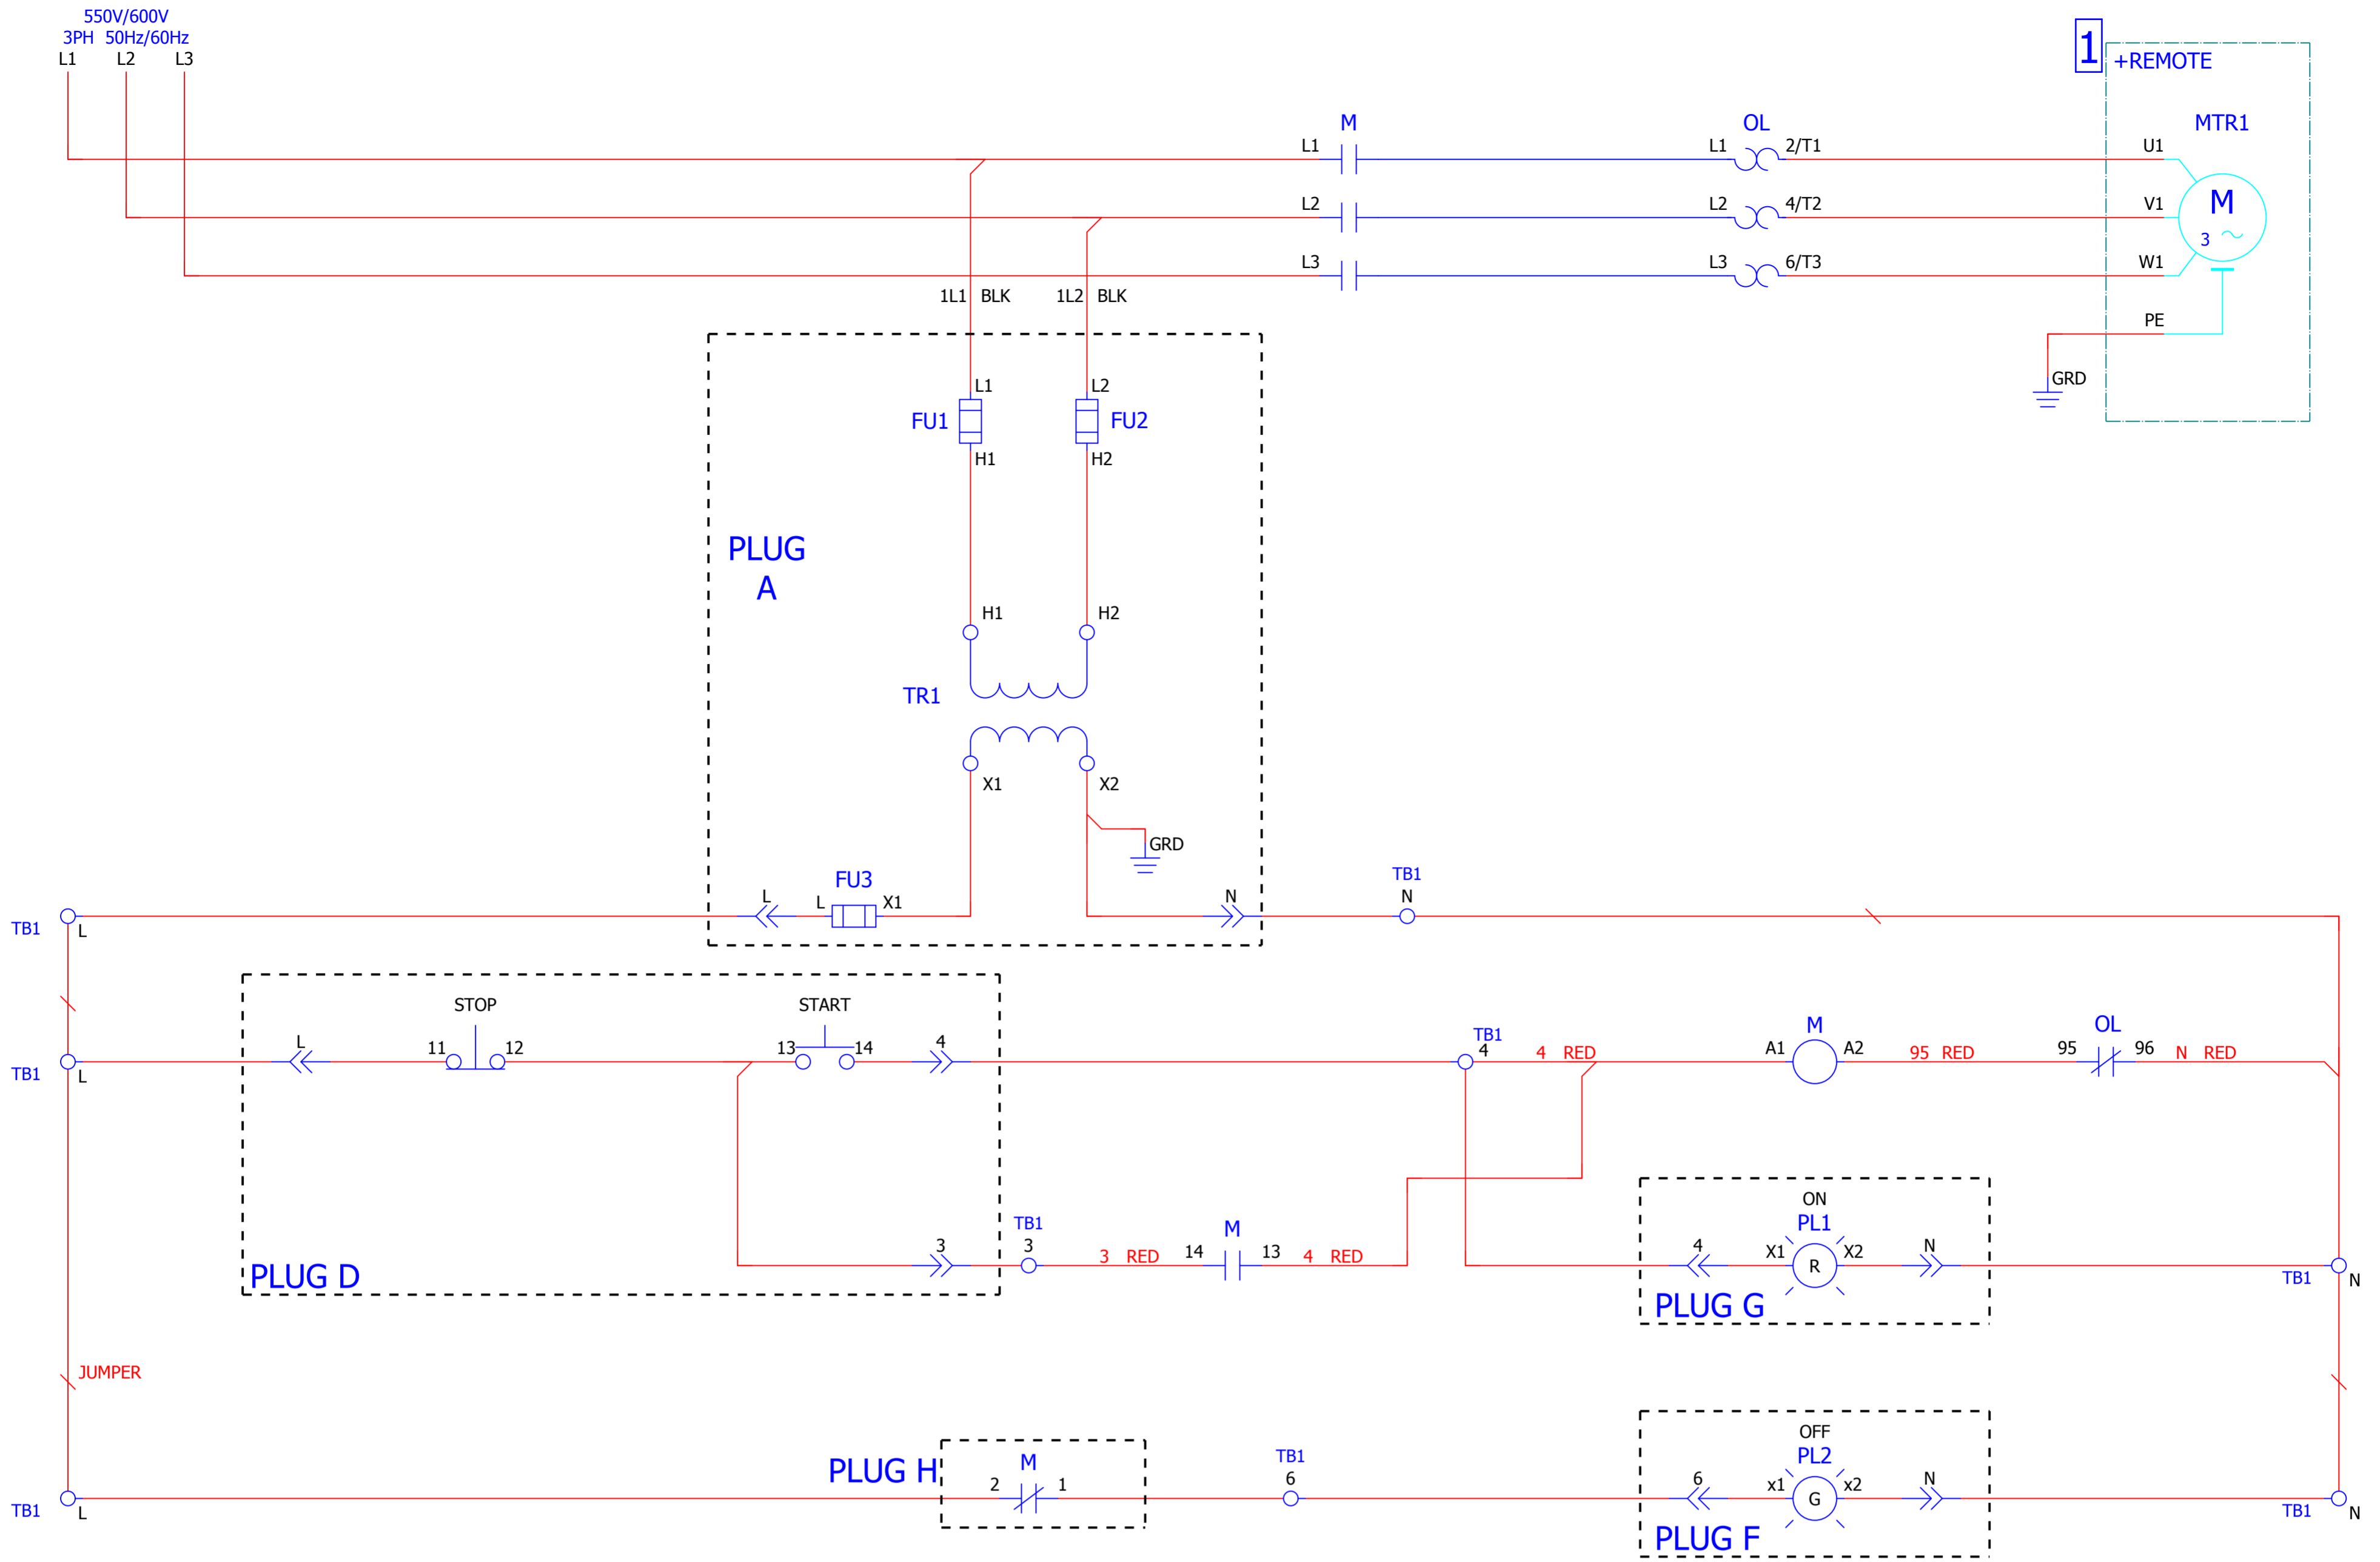 550V/600V
3PH 50Hz/60Hz
L1 L2 L3
1
+REMOTE
M
OL
MTR1
L1
L1
2/T1
U1
L2
L2
4/T2
V1
M
3
L3
L3
6/T3
W1
1L1 BLK
1L2 BLK
PE
GRD
L1
L2
FU1
FU2
H1
H2
PLUG
A
H1
H2
TR1
X1
X2
GRD
FU3
L
L
X1
N
TB1
N
TB1
L
STOP
START
L
11
12
13
14
4
TB1
4
4 RED
M
A1
A2
95 RED
OL
95
96
N RED
TB1
L
ON
PL1
PLUG D
3
TB1
3
3 RED
14
M
13
4 RED
4
X1
R
X2
N
TB1
N
PLUG G
JUMPER
OFF
PL2
PLUG H
M
2
1
TB1
6
6
x1
G
x2
N
TB1
L
TB1
N
PLUG F